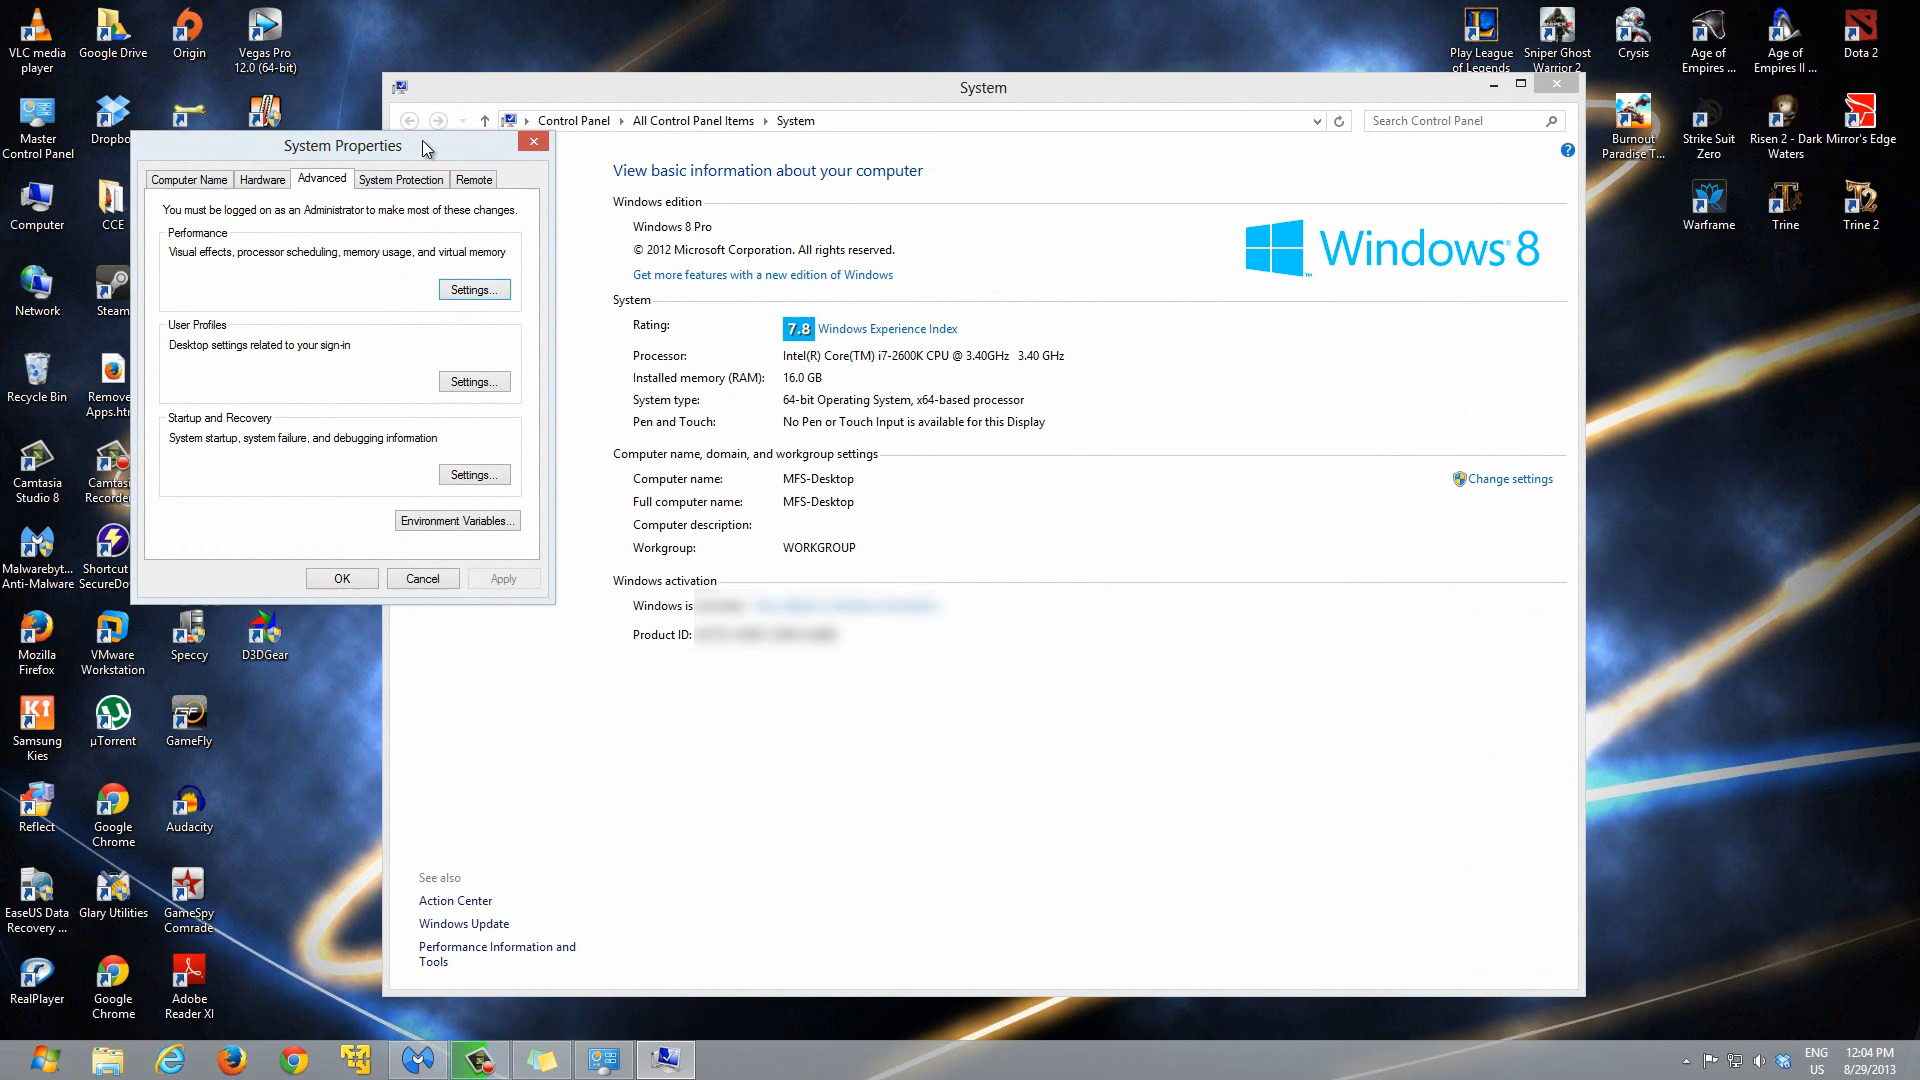 VLC media player
Google Drive
Origin
Vegas Pro 12.0 (64-bit)
Master Control Panel
Computer
CCE
Network
Steam
Recycle Bin
Camtasia Studio 8
Malwarebyt... Anti-Malware
Shortcut
Mozilla Firefox
VMware Workstation
Speccy
D3DGear
Samsung Kies
µTorrent
GameFly
Reflect
Google Chrome
Audacity
EaseUS Data Recovery ...
Glary Utilities
GameSpy Comrade
RealPlayer
Google Chrome
Adobe Reader XI
System Properties
Computer Name
Hardware
Advanced
System Protection
Remote
You must be logged on as an Administrator to make most of these changes.
Performance
Visual effects, processor scheduling, memory usage, and virtual memory
Settings...
User Profiles
Desktop settings related to your sign-in
Settings...
Startup and Recovery
System startup, system failure, and debugging information
Settings...
Environment Variables...
OK
Cancel
Apply
System
Control Panel
All Control Panel Items
System
Search Control Panel
View basic information about your computer
Windows edition
Windows 8 Pro
© 2012 Microsoft Corporation. All rights reserved.
Get more features with a new edition of Windows
Windows 8
System
Rating:
7.8 Windows Experience Index
Processor:
Intel(R) Core(TM) i7-2600K CPU @ 3.40GHz 3.40 GHz
Installed memory (RAM):
16.0 GB
System type:
64-bit Operating System, x64-based processor
Pen and Touch:
No Pen or Touch Input is available for this Display
Computer name, domain, and workgroup settings
Computer name:
MFS-Desktop
Change settings
Full computer name:
MFS-Desktop
Computer description:
Workgroup:
WORKGROUP
Windows activation
Windows is
Product ID:
See also
Action Center
Windows Update
Performance Information and
Tools
Play League of Legends
Sniper Ghost Warrior 2
Crysis
Age of Empires ...
Age of Empires II ...
Dota 2
Burnout Paradise T...
Strike Suit Zero
Risen 2 - Dark Waters
Mirror's Edge
Warframe
Trine
Trine 2
ENG
US
12:04 PM
8/29/2013